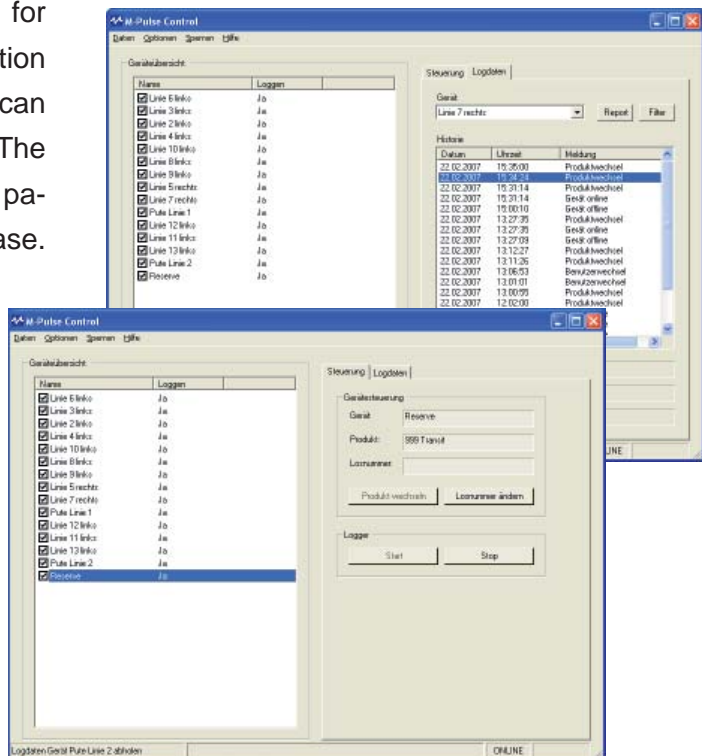 for
tion
can
The
pa-
ase.
M-Pulse Control
Daten Optionen Sperren Hilfe
Geräteübersicht
Name Loggen
Linie 6 links Ja
Linie 3 links Ja
Linie 2 links Ja
Linie 4 links Ja
Linie 10 links Ja
Linie 8 links Ja
Linie 9 links Ja
Linie 5 rechts Ja
Linie 7 rechts Ja
Pute Linie 1 Ja
Linie 12 links Ja
Linie 11 links Ja
Linie 13 links Ja
Pute Linie 2 Ja
Reserve Ja
Steuerung Logdaten
Gerät
Linie 7 rechts Report Filter
Historie
Datum Uhrzeit Meldung
22.02.2007 15:35:00 Produktwechsel
22.02.2007 15:34:24 Produktwechsel
22.02.2007 15:31:14 Produktwechsel
22.02.2007 15:31:14 Gerät online
22.02.2007 15:00:10 Gerät offline
22.02.2007 13:27:35 Produktwechsel
22.02.2007 13:27:35 Gerät online
22.02.2007 13:27:09 Gerät offline
22.02.2007 13:12:27 Produktwechsel
22.02.2007 13:11:26 Produktwechsel
22.02.2007 13:06:53 Benutzerwechsel
22.02.2007 13:01:01 Benutzerwechsel
22.02.2007 13:00:55 Produktwechsel
22.02.2007 12:02:00 Produktwechsel
M-Pulse Control
Daten Optionen Sperren Hilfe
Geräteübersicht
Name Loggen
Linie 6 links Ja
Linie 3 links Ja
Linie 2 links Ja
Linie 4 links Ja
Linie 10 links Ja
Linie 8 links Ja
Linie 9 links Ja
Linie 5 rechts Ja
Linie 7 rechts Ja
Pute Linie 1 Ja
Linie 12 links Ja
Linie 11 links Ja
Linie 13 links Ja
Pute Linie 2 Ja
Reserve Ja
Steuerung Logdaten
Gerätesteuerung
Gerät: Reserve
Produkt: 999 Transit
Losnummer:
Produkt wechseln Losnummer ändern
Logger
Start Stop
Logdaten Gerät Pute Linie 2 abholen ONLINE